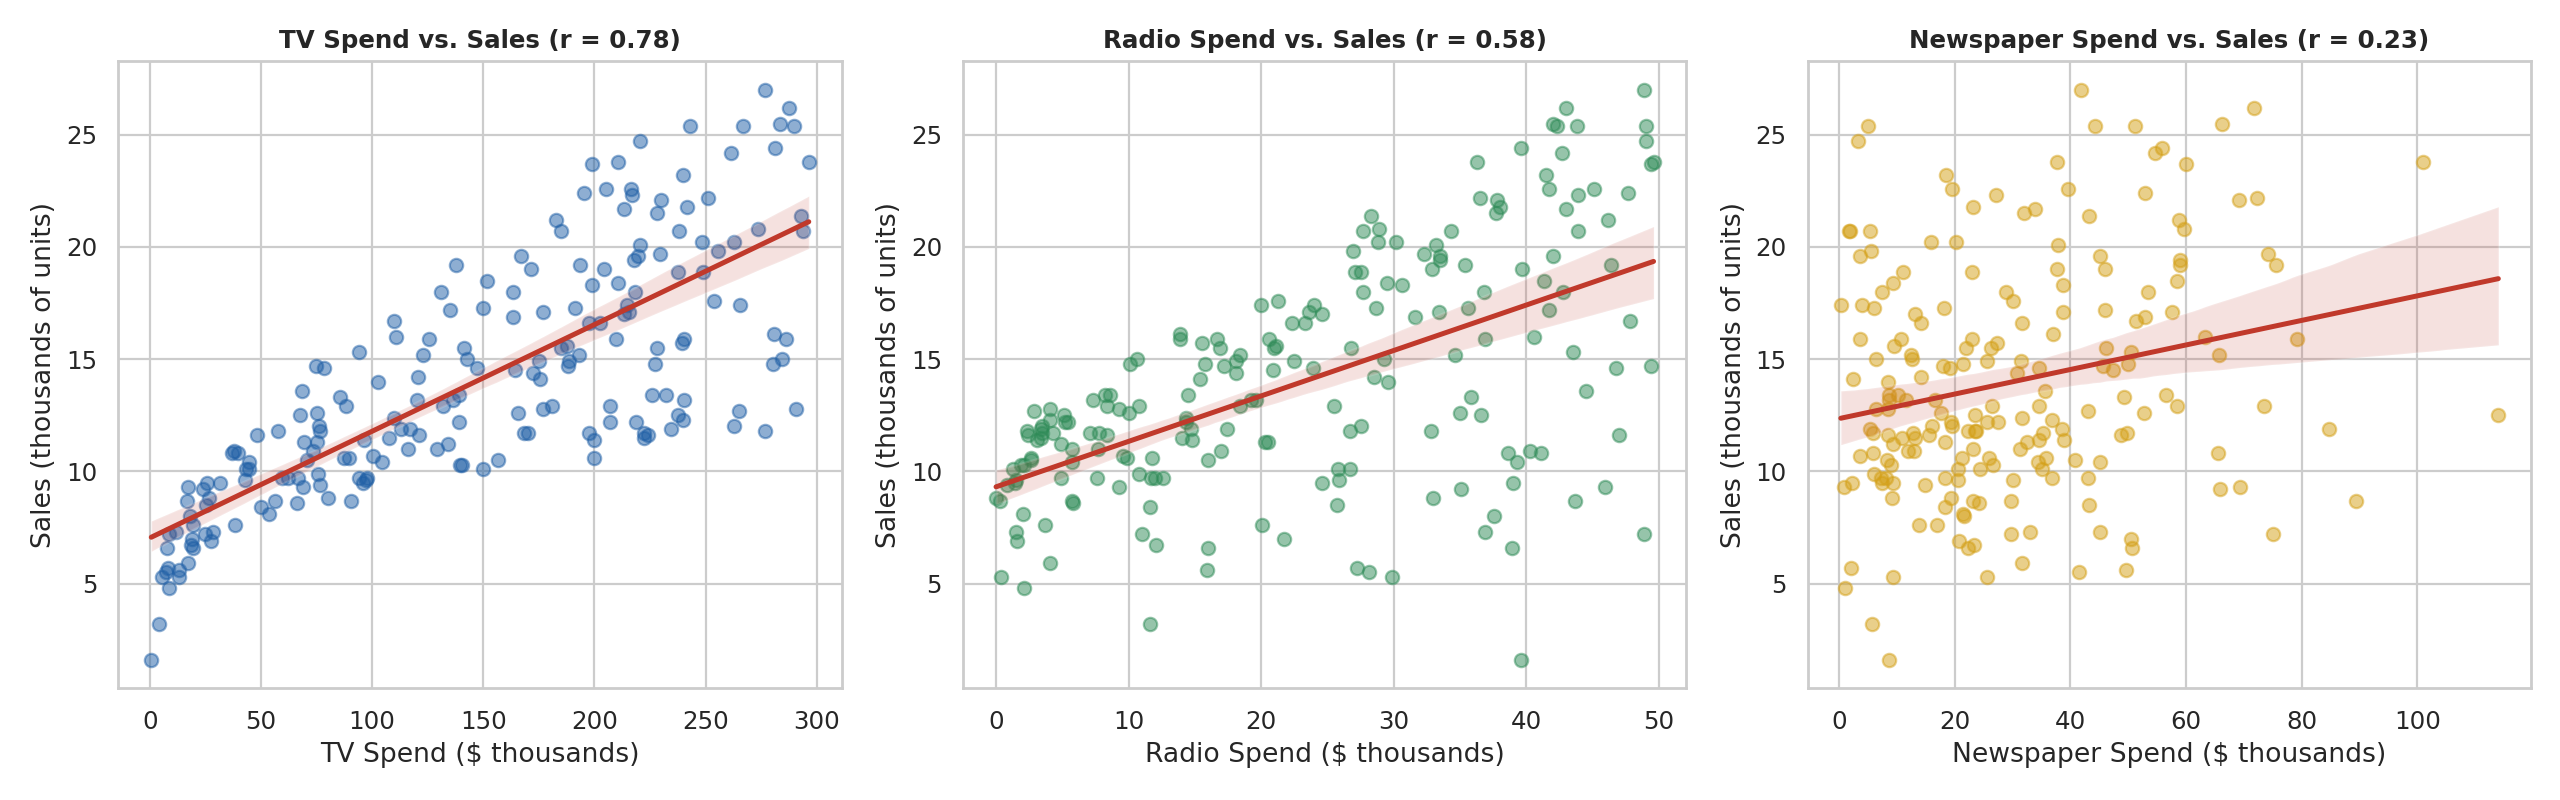 TV Spend vs. Sales (r = 0.78)
Sales (thousands of units)
25
20
15
10
5
0 50 100 150 200 250 300
TV Spend ($ thousands)
Radio Spend vs. Sales (r = 0.58)
Sales (thousands of units)
25
20
15
10
5
0 10 20 30 40 50
Radio Spend ($ thousands)
Newspaper Spend vs. Sales (r = 0.23)
Sales (thousands of units)
25
20
15
10
5
0 20 40 60 80 100
Newspaper Spend ($ thousands)